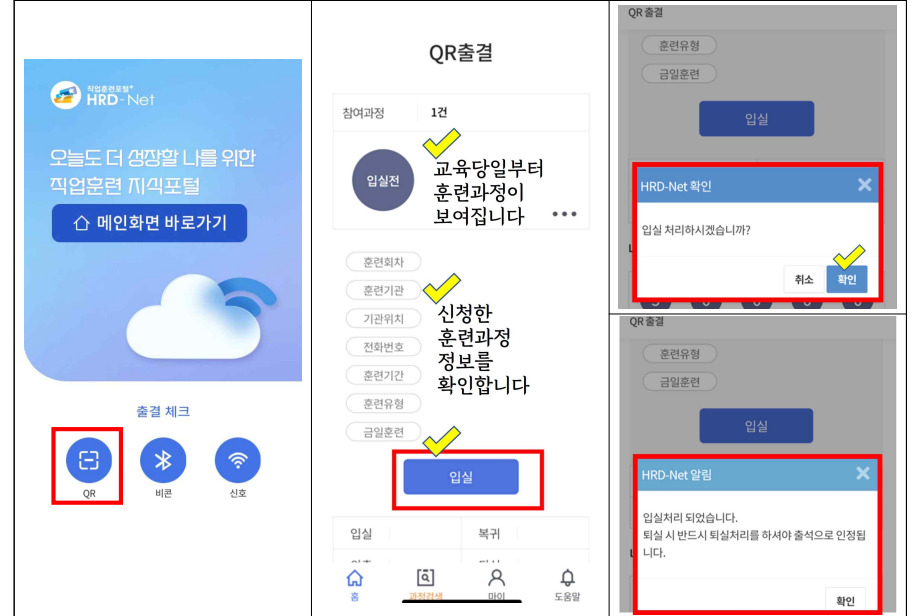 직업훈련포털+
HRD-Net
오늘도 더 성장할 나를 위한
직업훈련 지식포털
메인화면 바로가기
출결 체크
QR
비콘
신호
QR출결
참여과정 1건
입실전
교육당일부터
훈련과정이
보여집니다
훈련회차
훈련기관
기관위치
전화번호
훈련기간
훈련유형
금일훈련
신청한
훈련과정
정보를
확인합니다
입실
입실 복귀
홈
과정검색
마이
도움말
QR 출결
훈련유형
금일훈련
입실
HRD-Net 확인
입실 처리하시겠습니까?
취소 확인
QR 출결
훈련유형
금일훈련
입실
HRD-Net 알림
입실처리 되었습니다.
퇴실 시 반드시 퇴실처리를 하셔야 출석으로 인정됩
니다.
확인